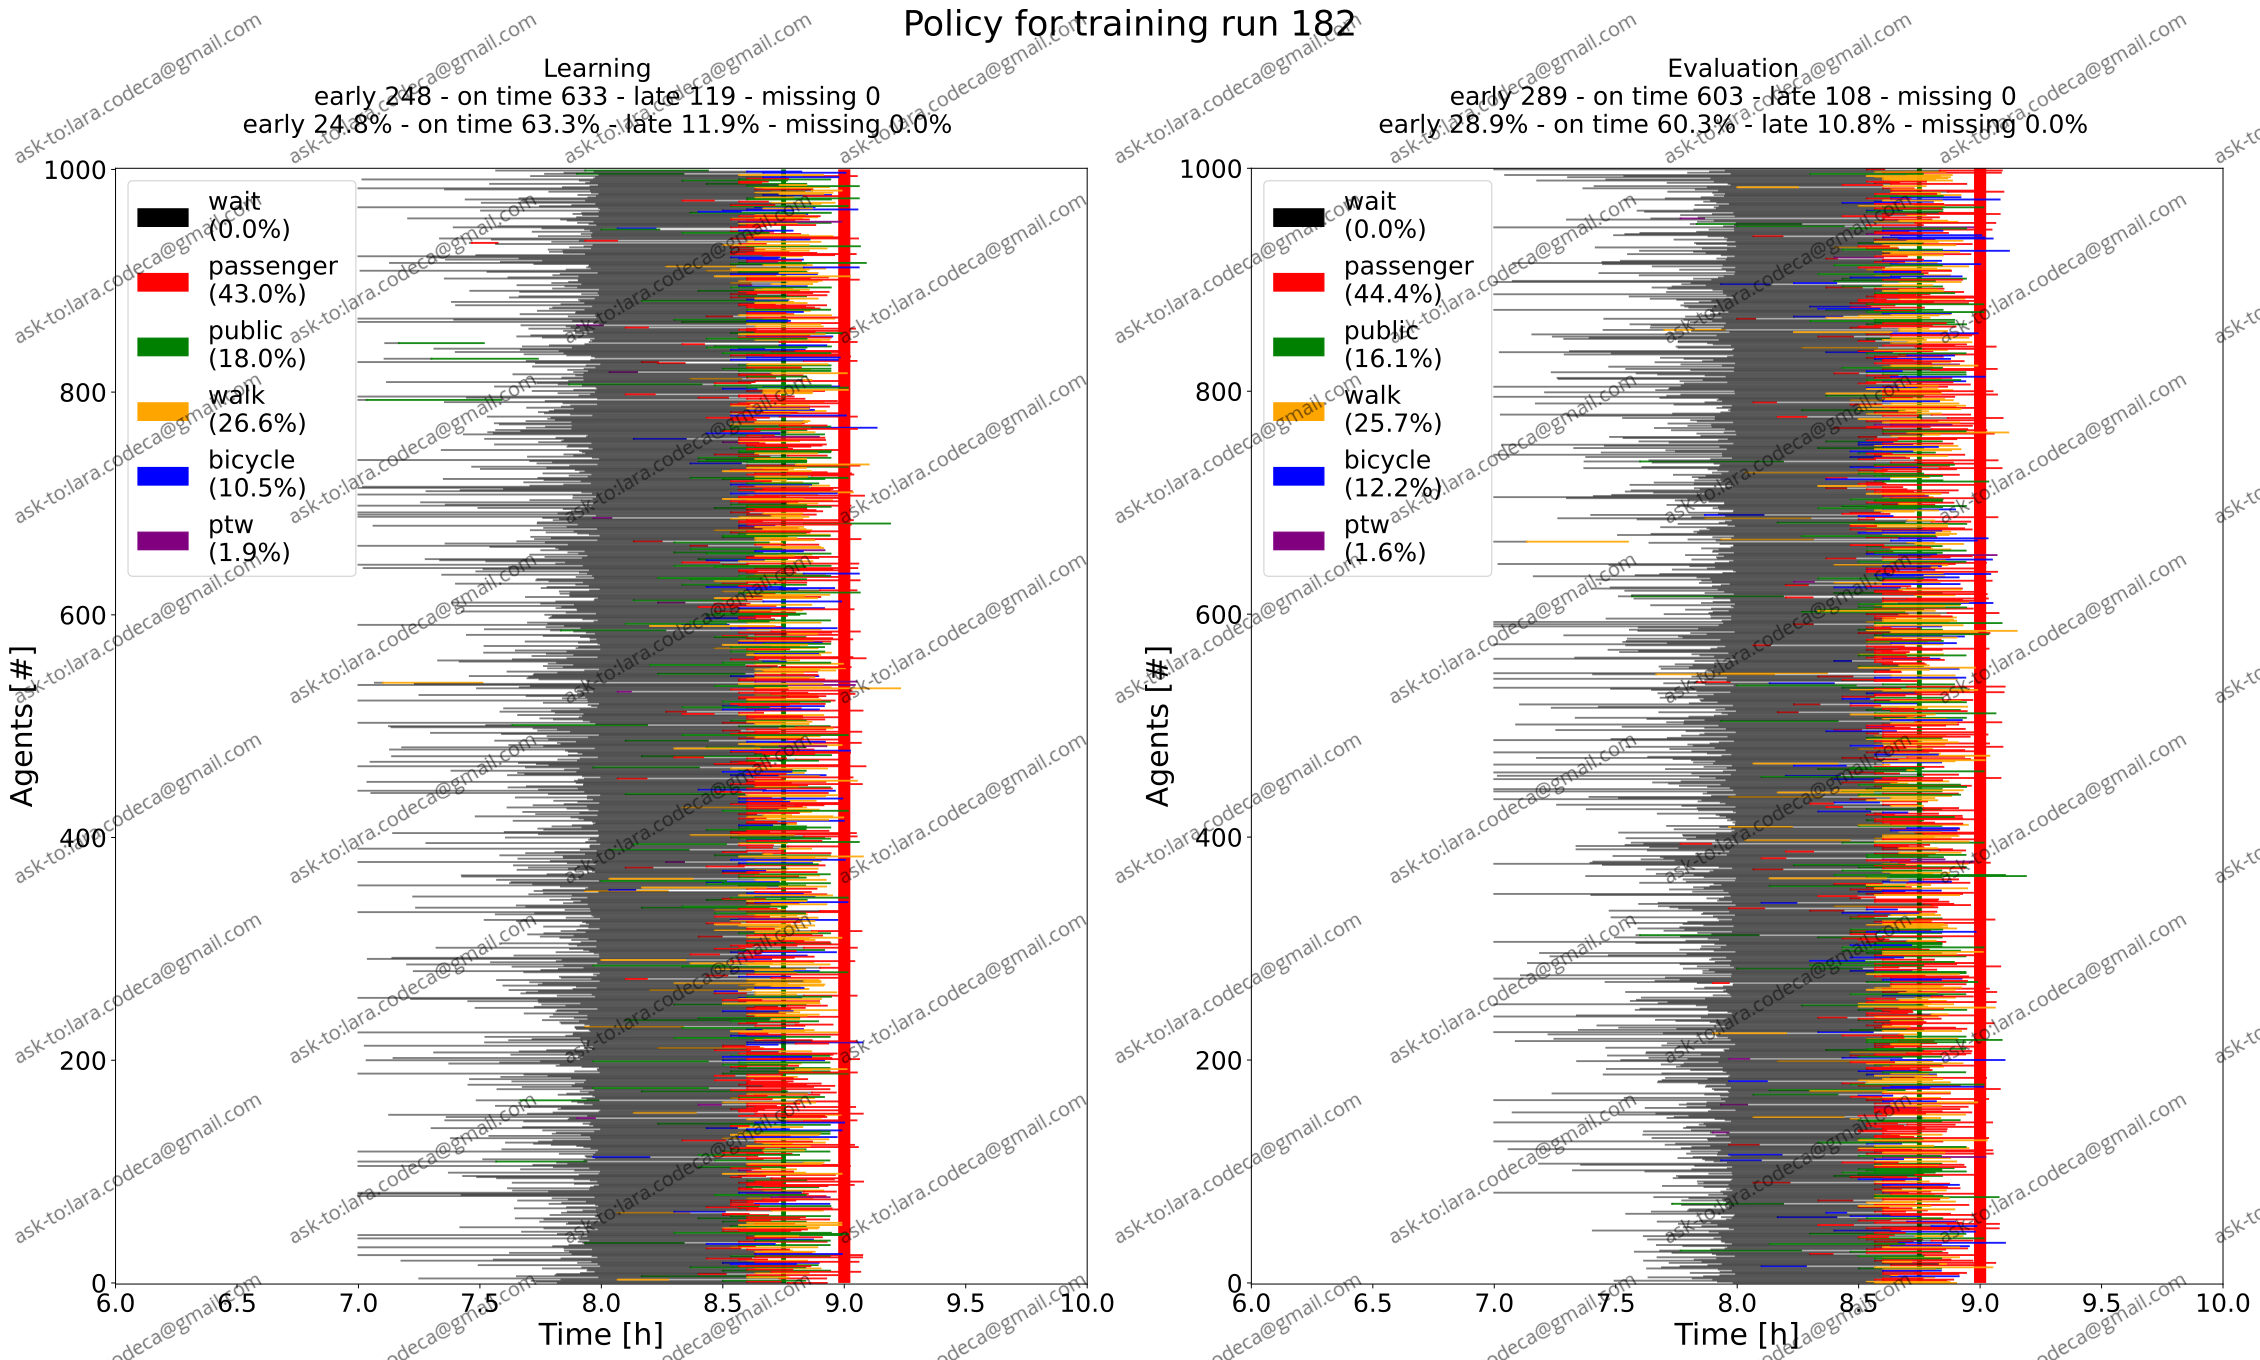 Policy for training run 182
Learning
early 248 - on time 633 - late 119 - missing 0
early 24.8% - on time 63.3% - late 11.9% - missing 0.0%
1000
800
600
400
200
0
Agents [#]
wait
(0.0%)
passenger
(43.0%)
public
(18.0%)
walk
(26.6%)
bicycle
(10.5%)
ptw
(1.9%)
6.0 6.5 7.0 7.5 8.0 8.5 9.0 9.5 10.0
Time [h]
Evaluation
early 289 - on time 603 - late 108 - missing 0
early 28.9% - on time 60.3% - late 10.8% - missing 0.0%
1000
800
600
400
200
0
Agents [#]
wait
(0.0%)
passenger
(44.4%)
public
(16.1%)
walk
(25.7%)
bicycle
(12.2%)
ptw
(1.6%)
6.0 6.5 7.0 7.5 8.0 8.5 9.0 9.5 10.0
Time [h]
ask-to:lara.codeca@gmail.com